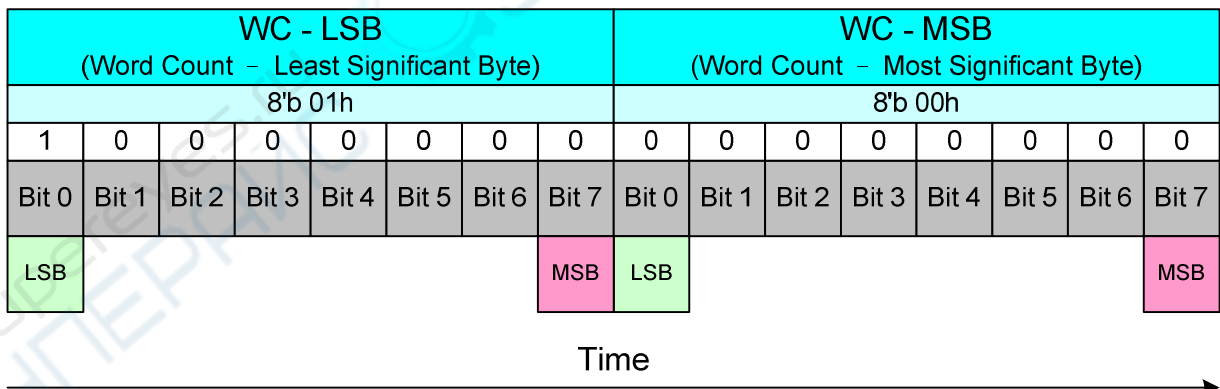 WC - LSB WC - MSB
(Word Count – Least Significant Byte) (Word Count – Most Significant Byte)
8'b 01h 8'b 00h
1 0 0 0 0 0 0 0 0 0 0 0 0 0 0 0
Bit 0 Bit 1 Bit 2 Bit 3 Bit 4 Bit 5 Bit 6 Bit 7 Bit 0 Bit 1 Bit 2 Bit 3 Bit 4 Bit 5 Bit 6 Bit 7
LSB MSB LSB MSB
Time